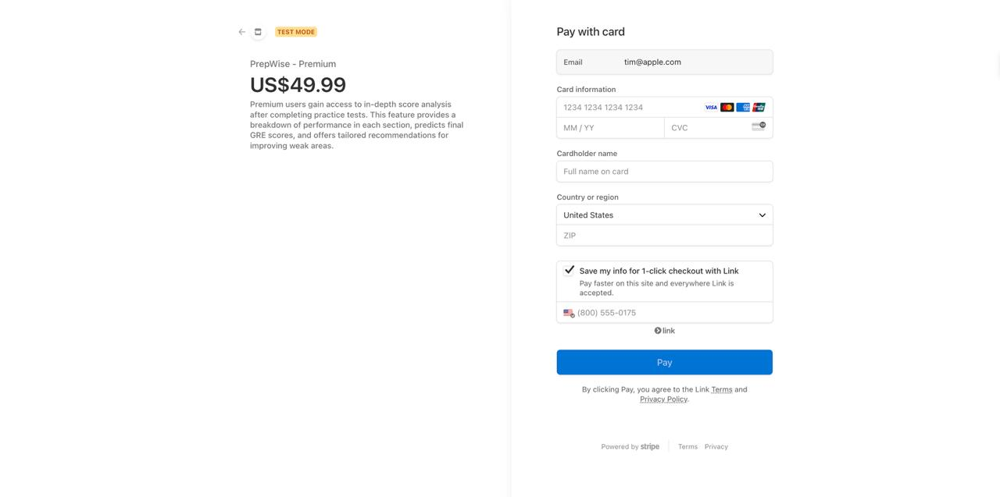 TEST MODE
PrepWise - Premium
US$49.99
Premium users gain access to in-depth score analysis
after completing practice tests. This feature provides a
breakdown of performance in each section, predicts final
GRE scores, and offers tailored recommendations for
improving weak areas.
Pay with card
Email tim@apple.com
Card information
1234 1234 1234 1234 VISA
MM / YY CVC
Cardholder name
Full name on card
Country or region
United States
ZIP
Save my info for 1-click checkout with Link
Pay faster on this site and everywhere Link is
accepted.
(800) 555-0175
link
Pay
By clicking Pay, you agree to the Link Terms and
Privacy Policy.
Powered by stripe Terms Privacy